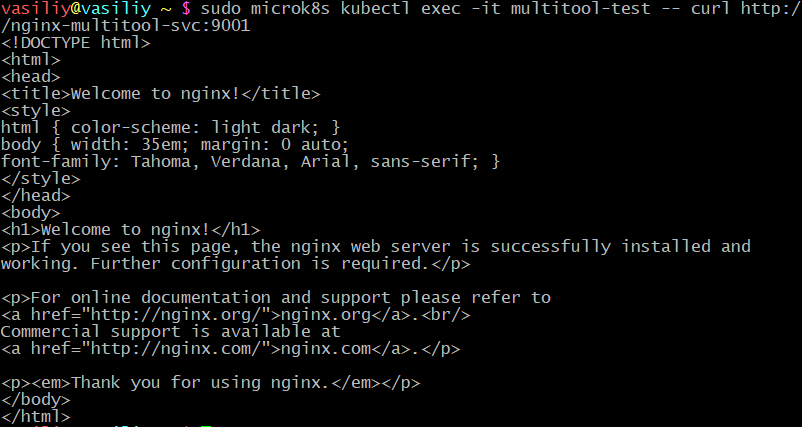 vasiliy@vasiliy ~ $ sudo microk8s kubectl exec -it multitool-test -- curl http:/
/nginx-multitool-svc:9001
<!DOCTYPE html>
<html>
<head>
<title>Welcome to nginx!</title>
<style>
html { color-scheme: light dark; }
body { width: 35em; margin: 0 auto;
font-family: Tahoma, Verdana, Arial, sans-serif; }
</style>
</head>
<body>
<h1>Welcome to nginx!</h1>
<p>If you see this page, the nginx web server is successfully installed and
working. Further configuration is required.</p>

<p>For online documentation and support please refer to
<a href="http://nginx.org/">nginx.org</a>.<br/>
Commercial support is available at
<a href="http://nginx.com/">nginx.com</a>.</p>

<p><em>Thank you for using nginx.</em></p>
</body>
</html>